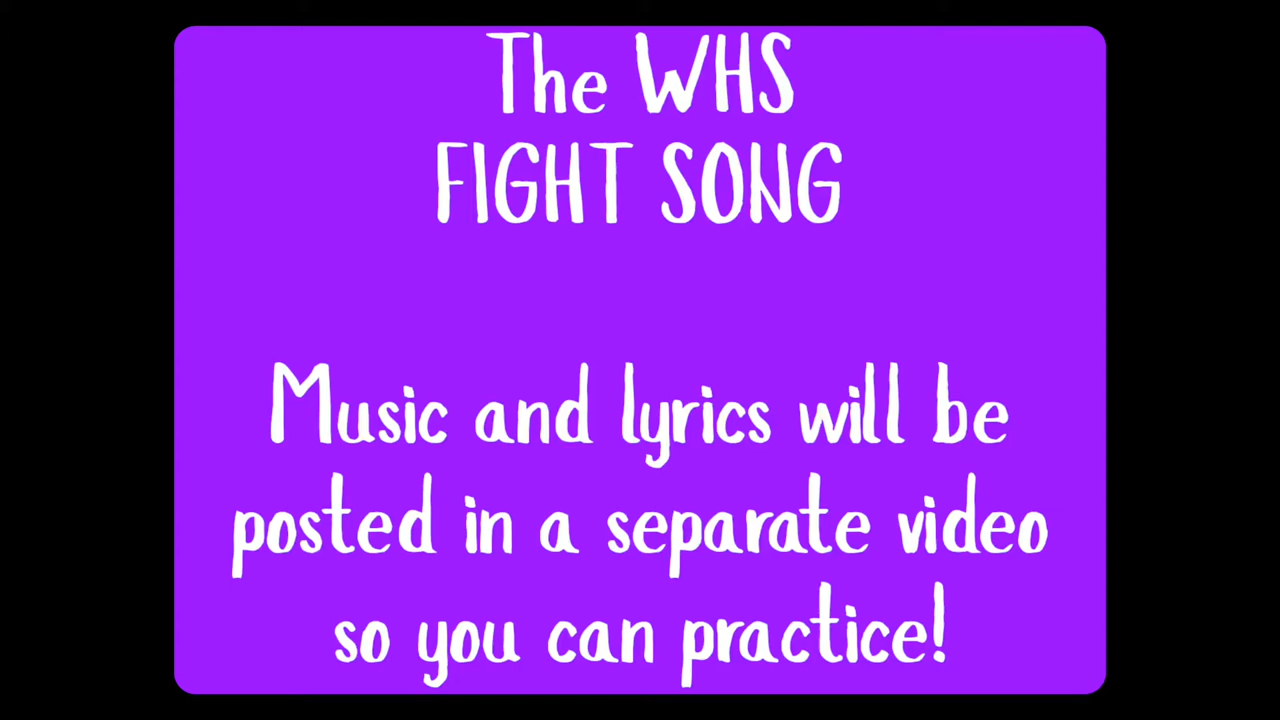 The WHS
FIGHT SONG
Music and lyrics will be
posted in a separate video
so you can practice!